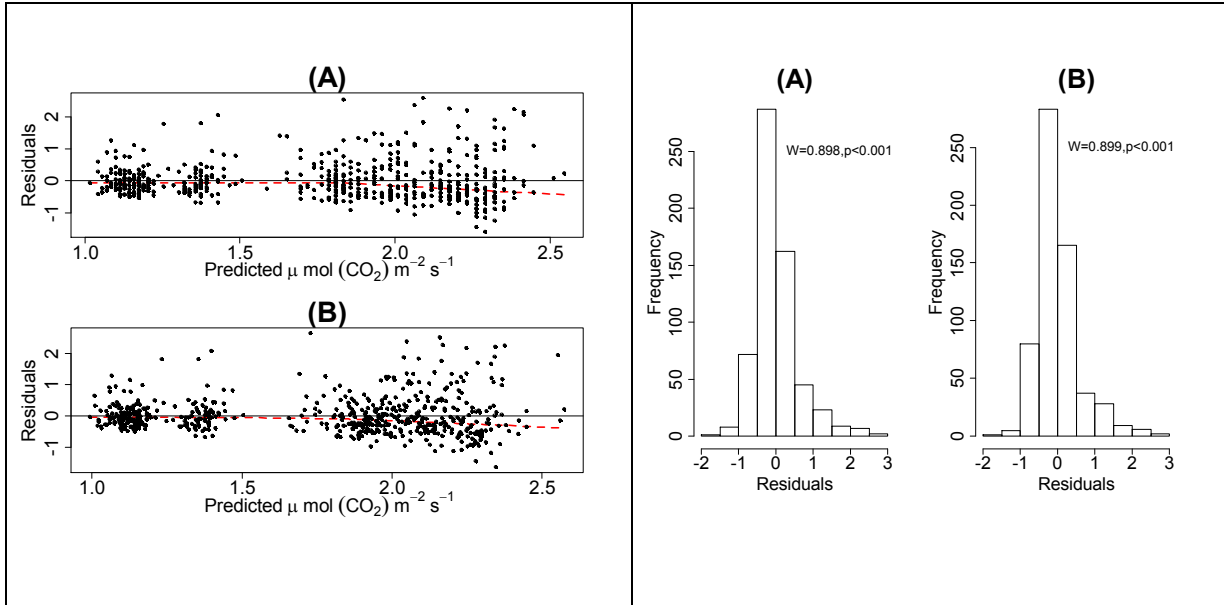 (A)
Residuals
2
1
0
-1
1.0 1.5 2.0 2.5
Predicted μ mol (CO₂) m⁻² s⁻¹
(B)
Residuals
2
1
0
-1
1.0 1.5 2.0 2.5
Predicted μ mol (CO₂) m⁻² s⁻¹
(A)
W=0.898,p<0.001
Frequency
250
200
150
100
50
0
-2 -1 0 1 2 3
Residuals
(B)
W=0.899,p<0.001
Frequency
250
200
150
100
50
0
-2 -1 0 1 2 3
Residuals